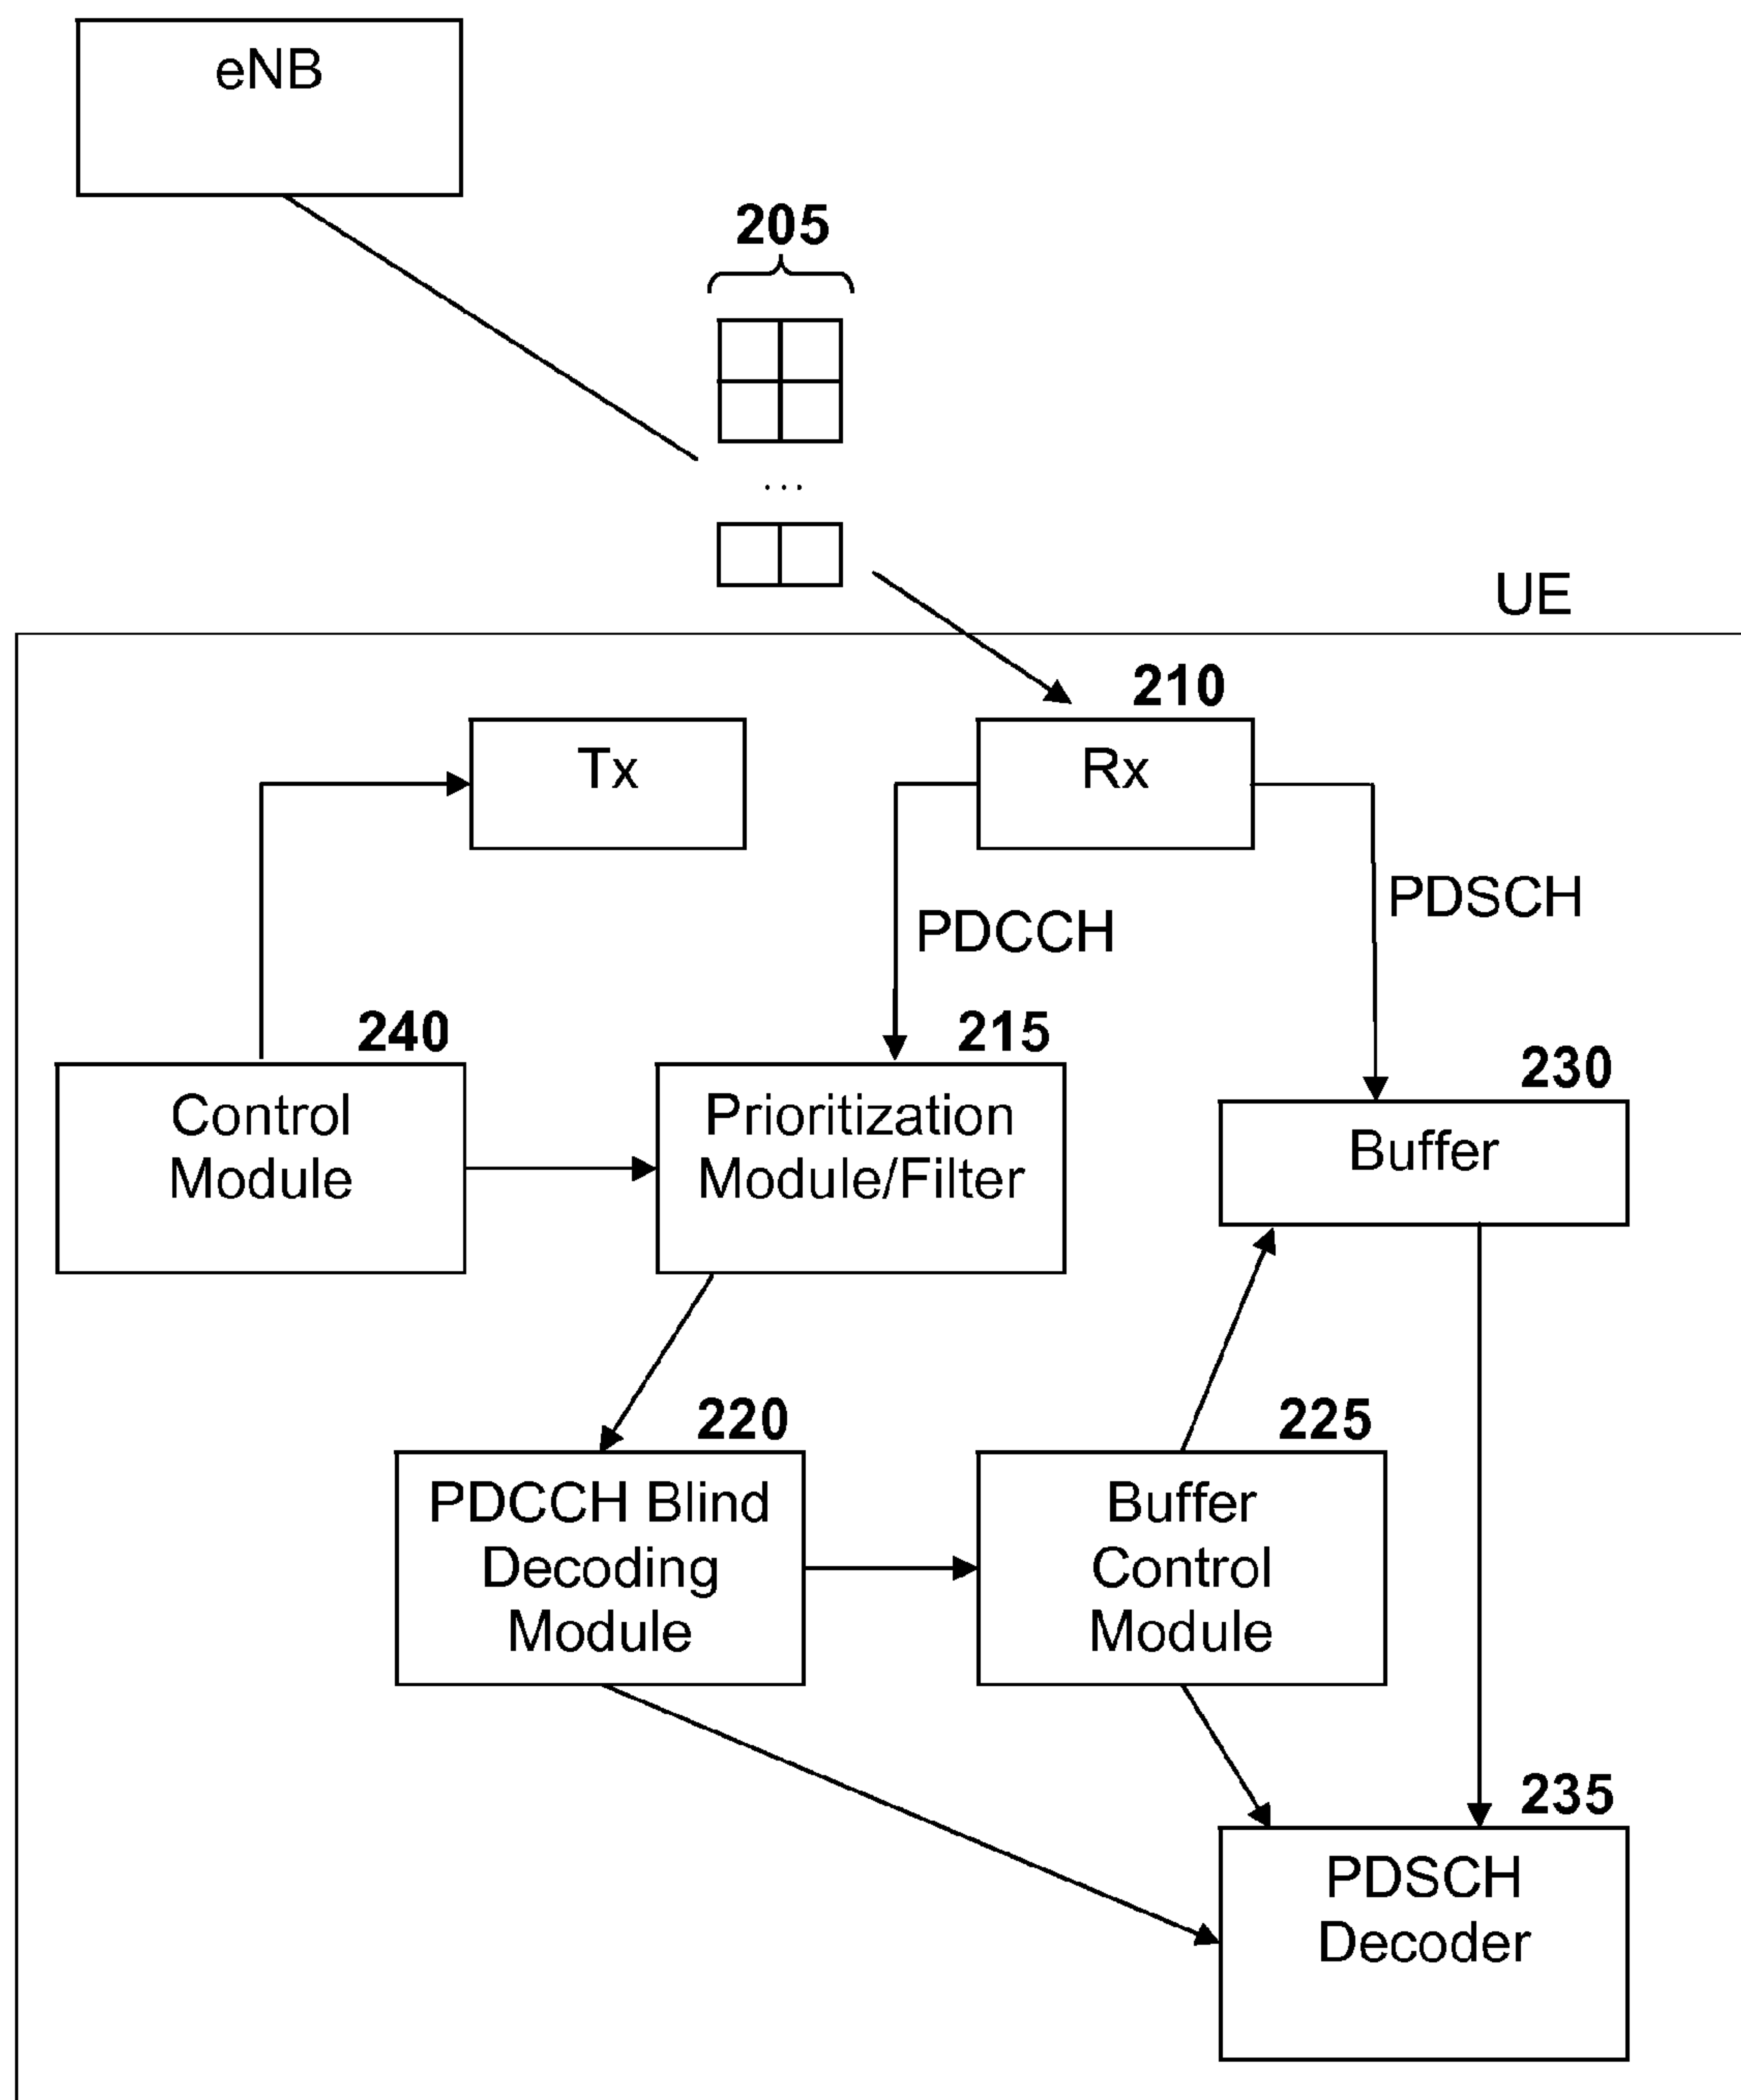 eNB
205
...
UE
210
Tx
Rx
PDSCH
PDCCH
240
215
230
Control
Module
Prioritization
Module/Filter
Buffer
220
225
PDCCH Blind
Decoding
Module
Buffer
Control
Module
235
PDSCH
Decoder